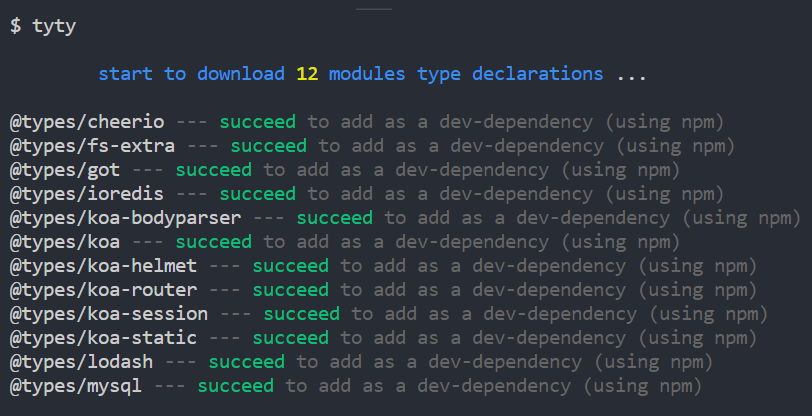 $ tyty
start to download 12 modules type declarations ...
@types/cheerio --- succeed to add as a dev-dependency (using npm)
@types/fs-extra --- succeed to add as a dev-dependency (using npm)
@types/got --- succeed to add as a dev-dependency (using npm)
@types/ioredis --- succeed to add as a dev-dependency (using npm)
@types/koa-bodyparser --- succeed to add as a dev-dependency (using npm)
@types/koa --- succeed to add as a dev-dependency (using npm)
@types/koa-helmet --- succeed to add as a dev-dependency (using npm)
@types/koa-router --- succeed to add as a dev-dependency (using npm)
@types/koa-session --- succeed to add as a dev-dependency (using npm)
@types/koa-static --- succeed to add as a dev-dependency (using npm)
@types/lodash --- succeed to add as a dev-dependency (using npm)
@types/mysql --- succeed to add as a dev-dependency (using npm)